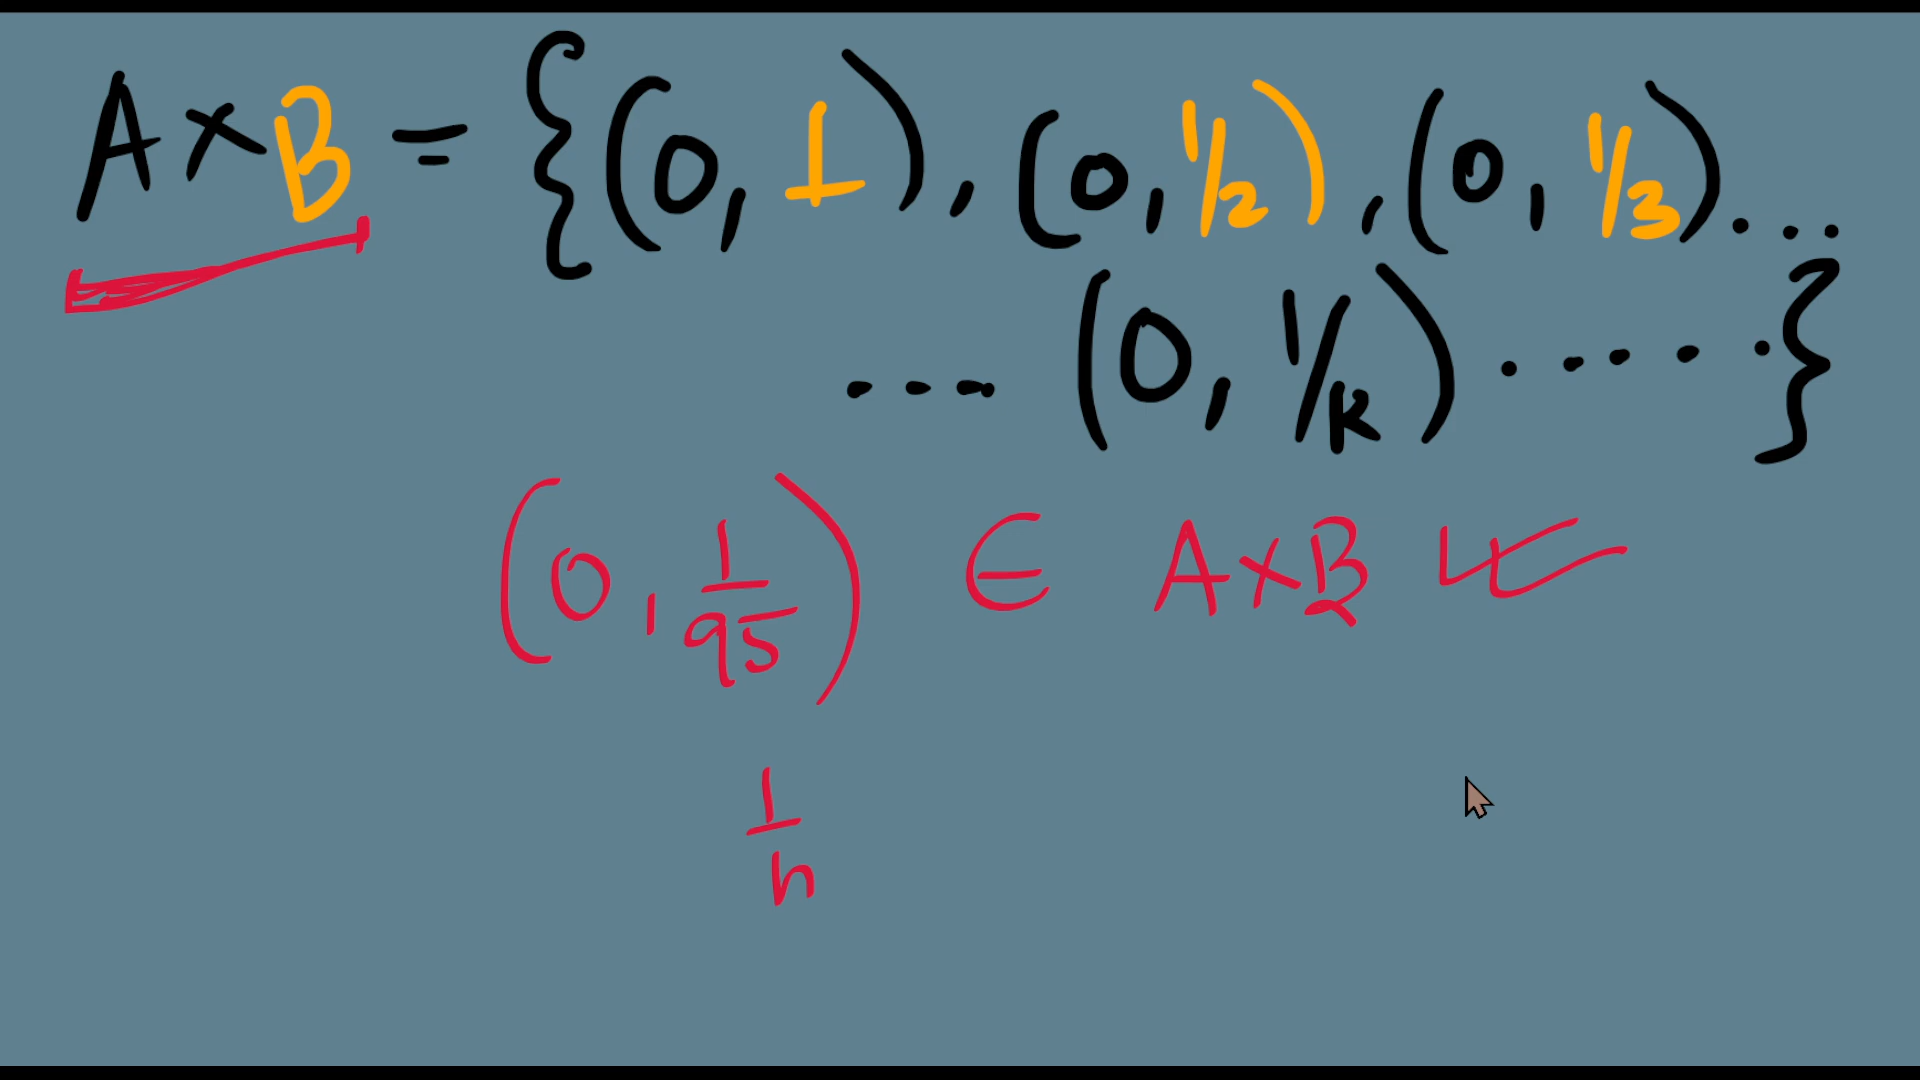 A×B = {(0, 1), (0, 1/2), (0, 1/3)...
... (0, 1/k) .....}
(0, 1/95) ∈ A×B
1/n